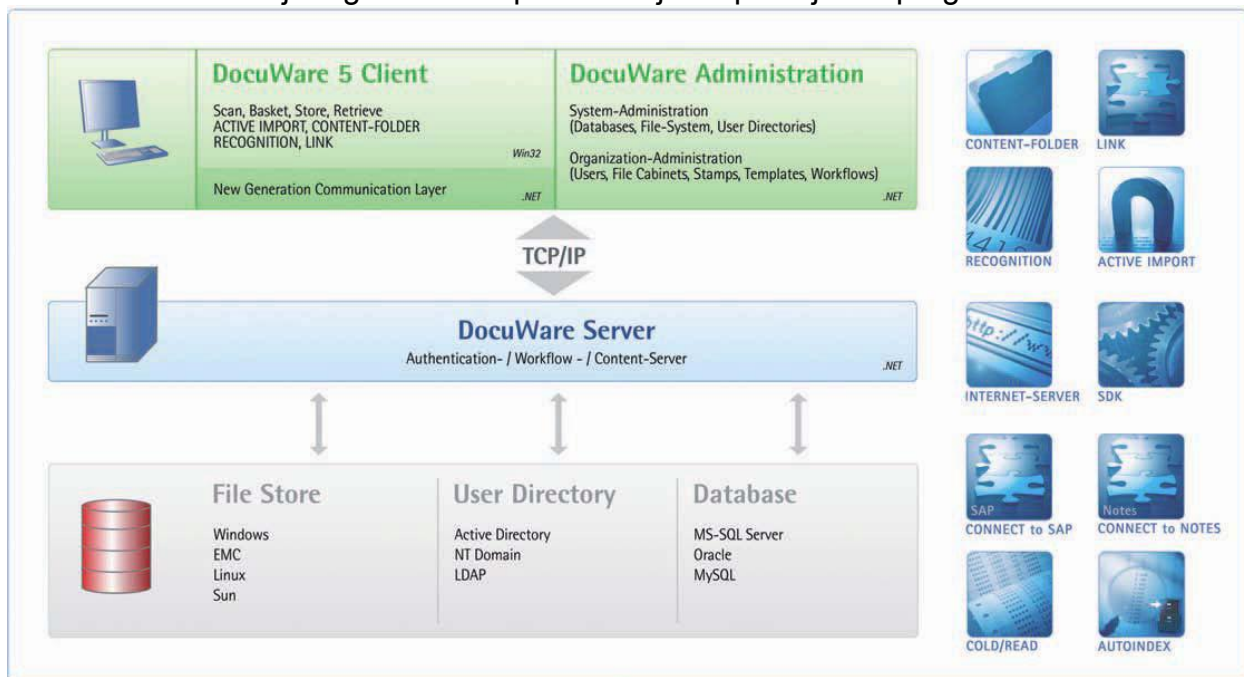 DocuWare 5 Client
Scan, Basket, Store, Retrieve
ACTIVE IMPORT, CONTENT-FOLDER
RECOGNITION, LINK
Win32
New Generation Communication Layer
.NET
DocuWare Administration
System-Administration
(Databases, File-System, User Directories)
Organization-Administration
(Users, File Cabinets, Stamps, Templates, Workflows)
.NET
TCP/IP
DocuWare Server
Authentication- / Workflow - / Content-Server
.NET
File Store
Windows
EMC
Linux
Sun
User Directory
Active Directory
NT Domain
LDAP
Database
MS-SQL Server
Oracle
MySQL
CONTENT-FOLDER
LINK
RECOGNITION
ACTIVE IMPORT
http://w
INTERNET-SERVER
SDK
SAP
CONNECT to SAP
Notes
CONNECT to NOTES
COLD/READ
AUTOINDEX